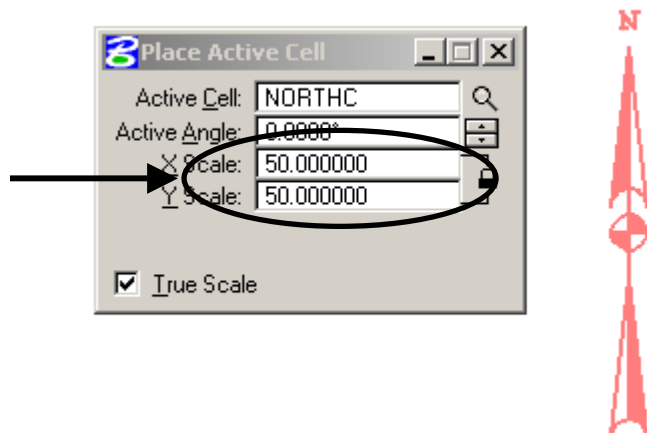 N
Place Active Cell
Active Cell: NORTHC
Active Angle: 0.0000°
X Scale: 50.000000
Y Scale: 50.000000
True Scale